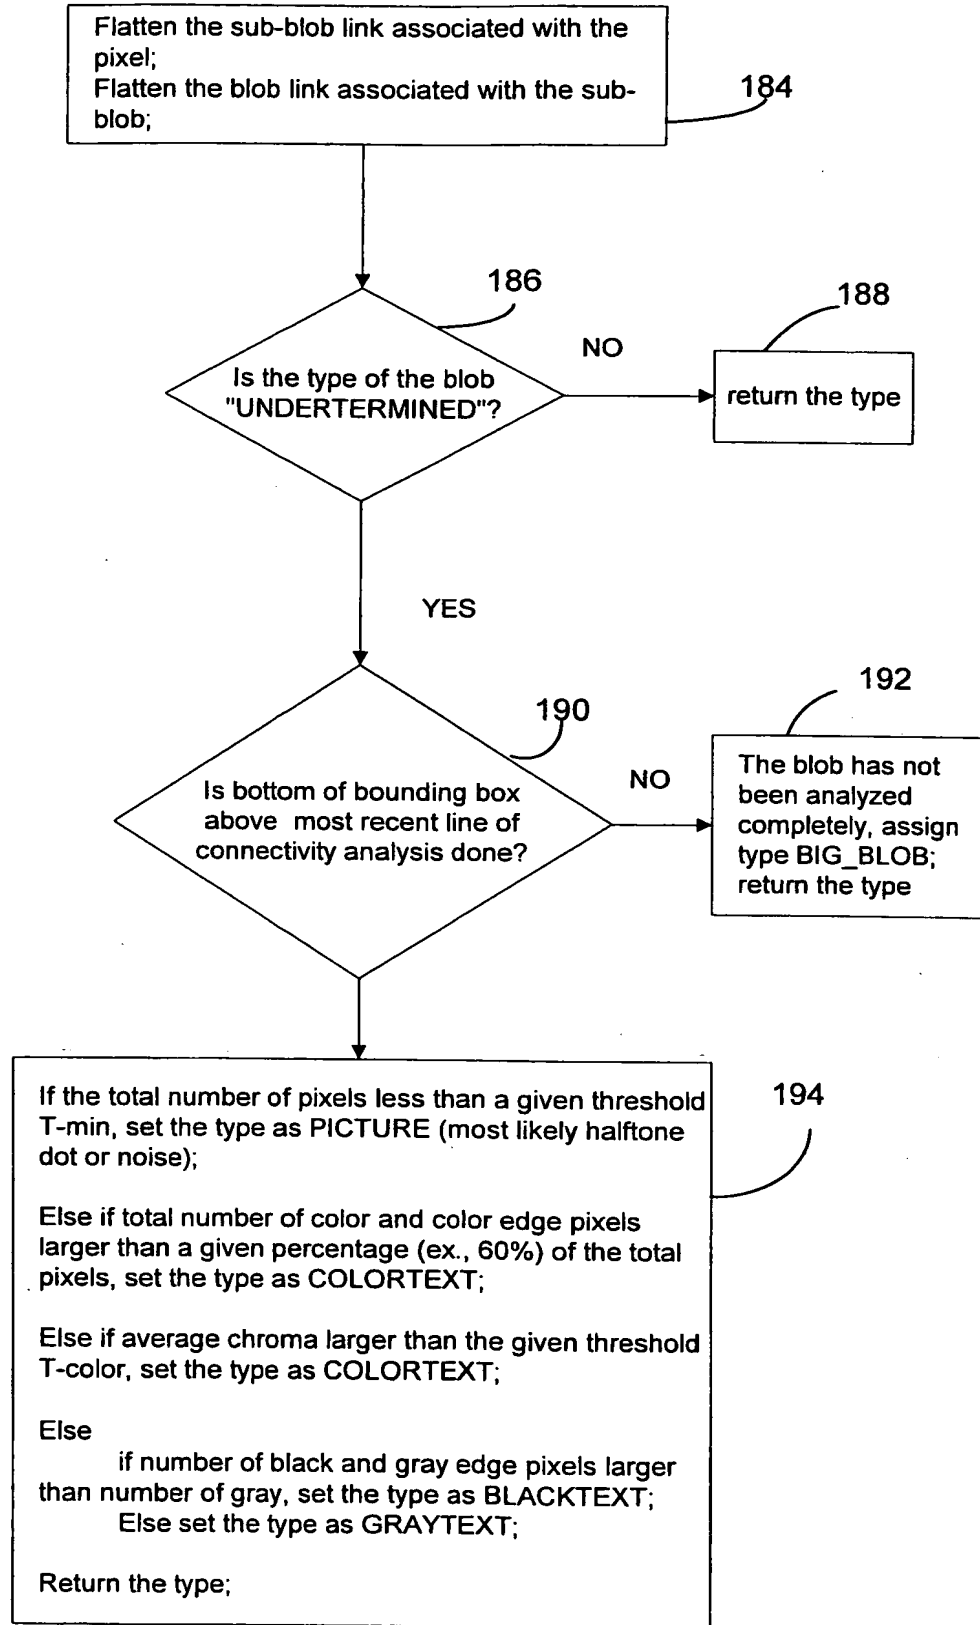 Flatten the sub-blob link associated with the
pixel;
Flatten the blob link associated with the sub-
blob;
184
186
Is the type of the blob
"UNDERTERMINED"?
NO
188
return the type
YES
190
Is bottom of bounding box
above most recent line of
connectivity analysis done?
NO
192
The blob has not
been analyzed
completely, assign
type BIG_BLOB;
return the type
194
If the total number of pixels less than a given threshold
T-min, set the type as PICTURE (most likely halftone
dot or noise);
Else if total number of color and color edge pixels
larger than a given percentage (ex., 60%) of the total
pixels, set the type as COLORTEXT;
Else if average chroma larger than the given threshold
T-color, set the type as COLORTEXT;
Else
if number of black and gray edge pixels larger
than number of gray, set the type as BLACKTEXT;
Else set the type as GRAYTEXT;
Return the type;